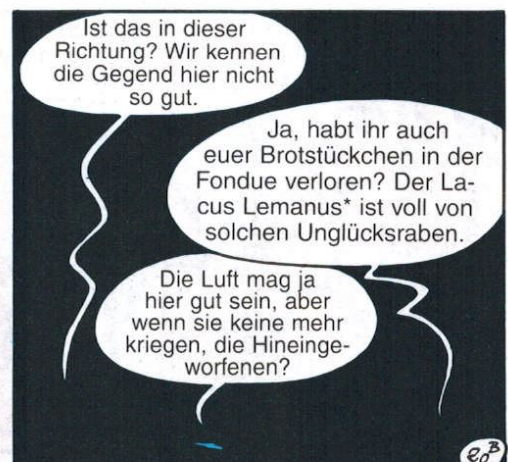 Ist das in dieser
Richtung? Wir kennen
die Gegend hier nicht
so gut.
Ja, habt ihr auch
euer Brotstückchen in der
Fondue verloren? Der La-
cus Lemanus* ist voll von
solchen Unglücksraben.
Die Luft mag ja
hier gut sein, aber
wenn sie keine mehr
kriegen, die Hineinge-
worfenen?
20B